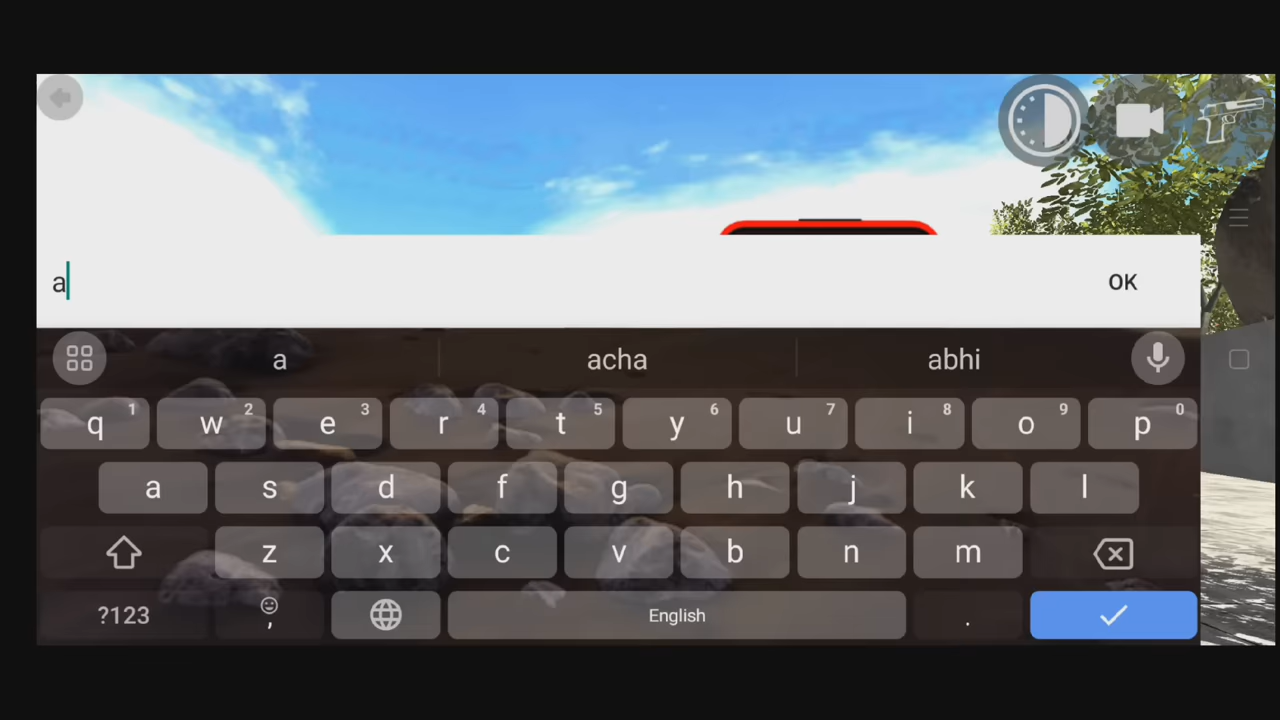 a
OK
a acha abhi
q 1 w 2 e 3 r 4 t 5 y 6 u 7 i 8 o 9 p 0
a s d f g h j k l
z x c v b n m
?123 , English .